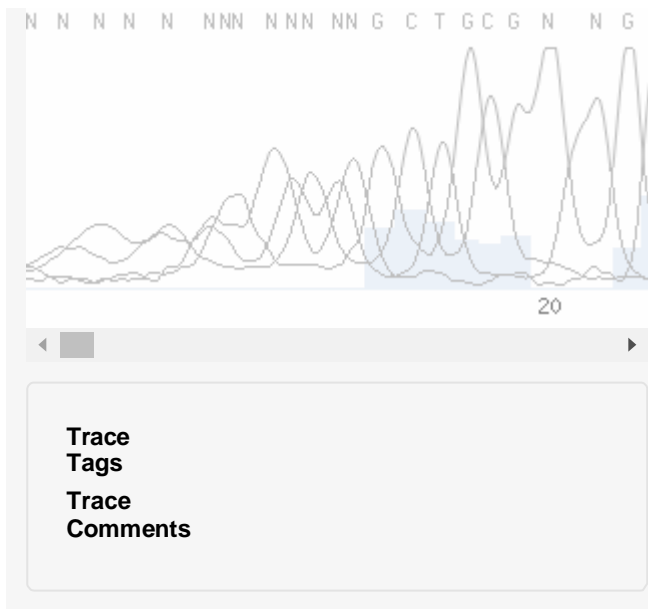 N N N N N NNN NNN NN G C T G C G N N G
20
Trace
Tags
Trace
Comments